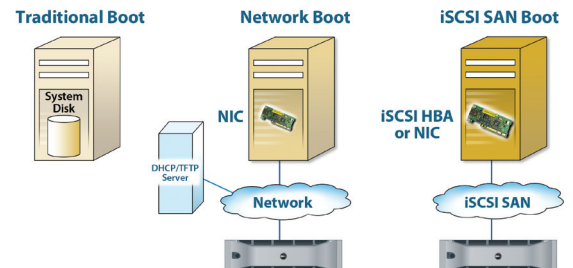 Traditional Boot
System
Disk
Network Boot
NIC
DHCP/TFTP
Server
Network
iSCSI SAN Boot
iSCSI HBA
or NIC
iSCSI SAN